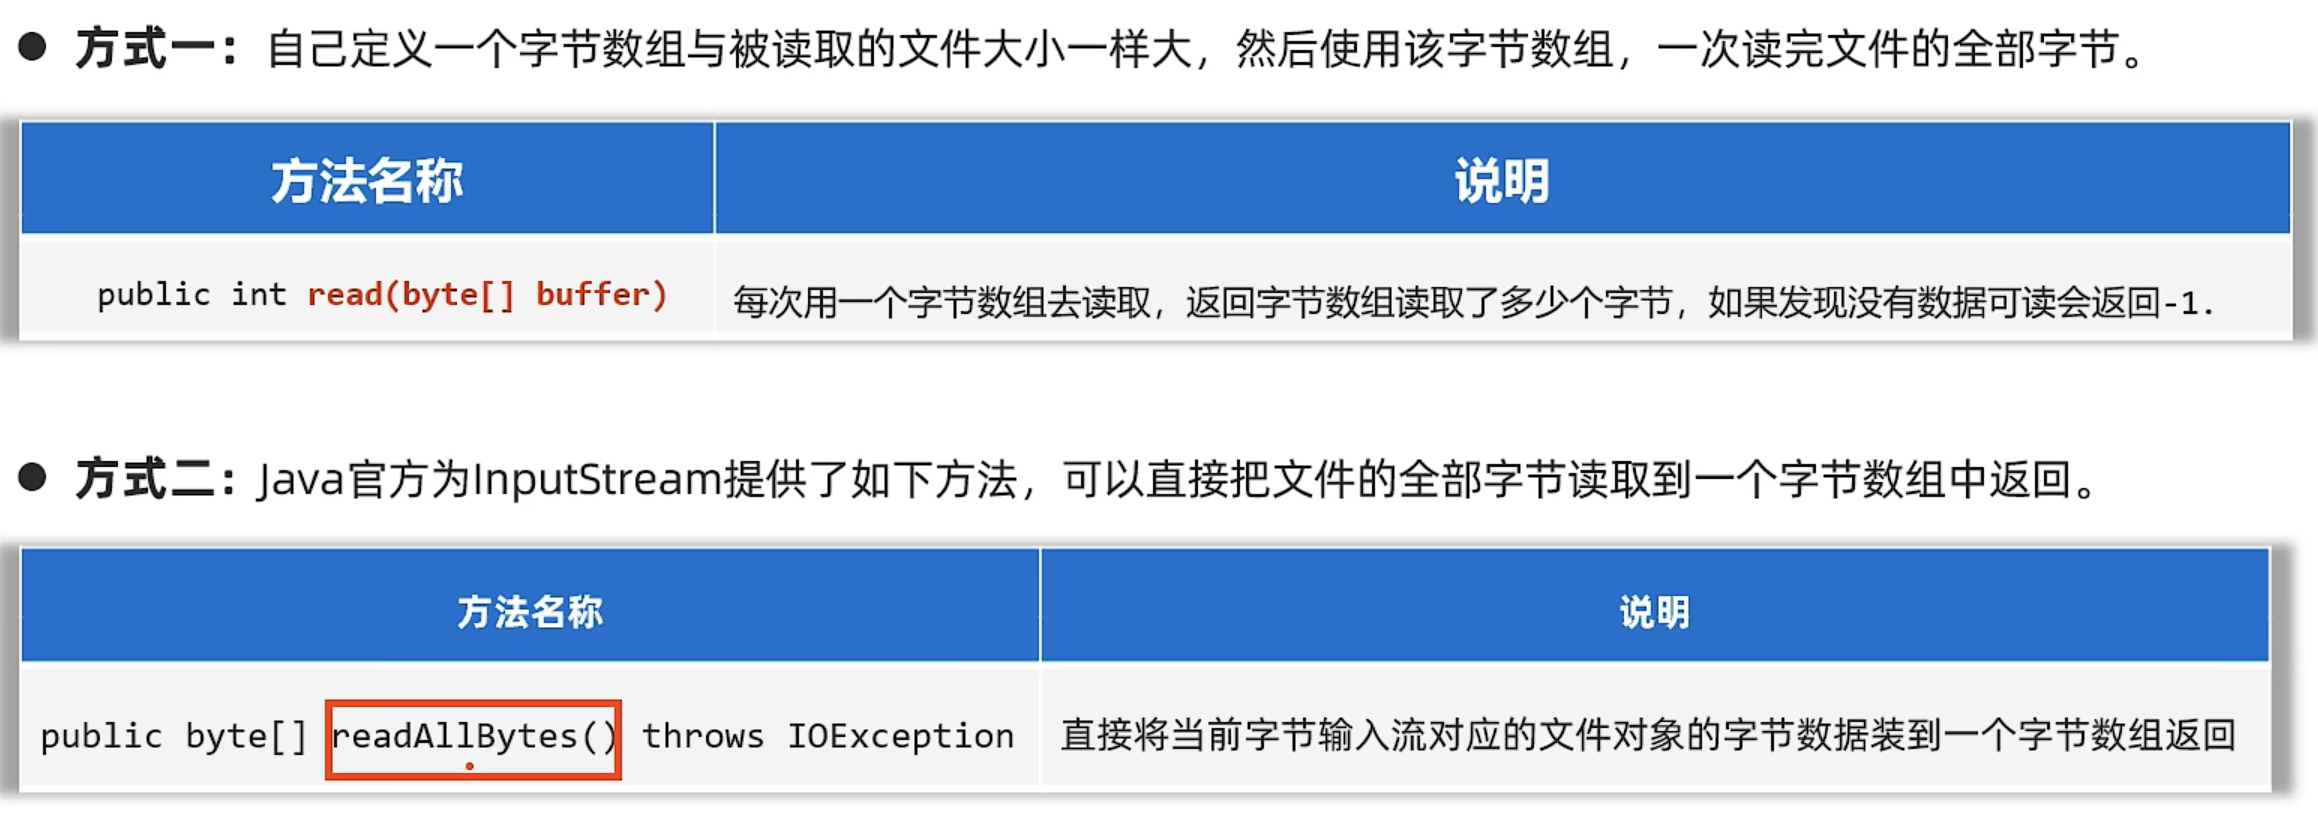 ● 方式一：自己定义一个字节数组与被读取的文件大小一样大，然后使用该字节数组，一次读完文件的全部字节。
方法名称 说明
public int read(byte[] buffer) 每次用一个字节数组去读取，返回字节数组读取了多少个字节，如果发现没有数据可读会返回-1.
● 方式二：Java官方为InputStream提供了如下方法，可以直接把文件的全部字节读取到一个字节数组中返回。
方法名称 说明
public byte[] readAllBytes() throws IOException 直接将当前字节输入流对应的文件对象的字节数据装到一个字节数组返回